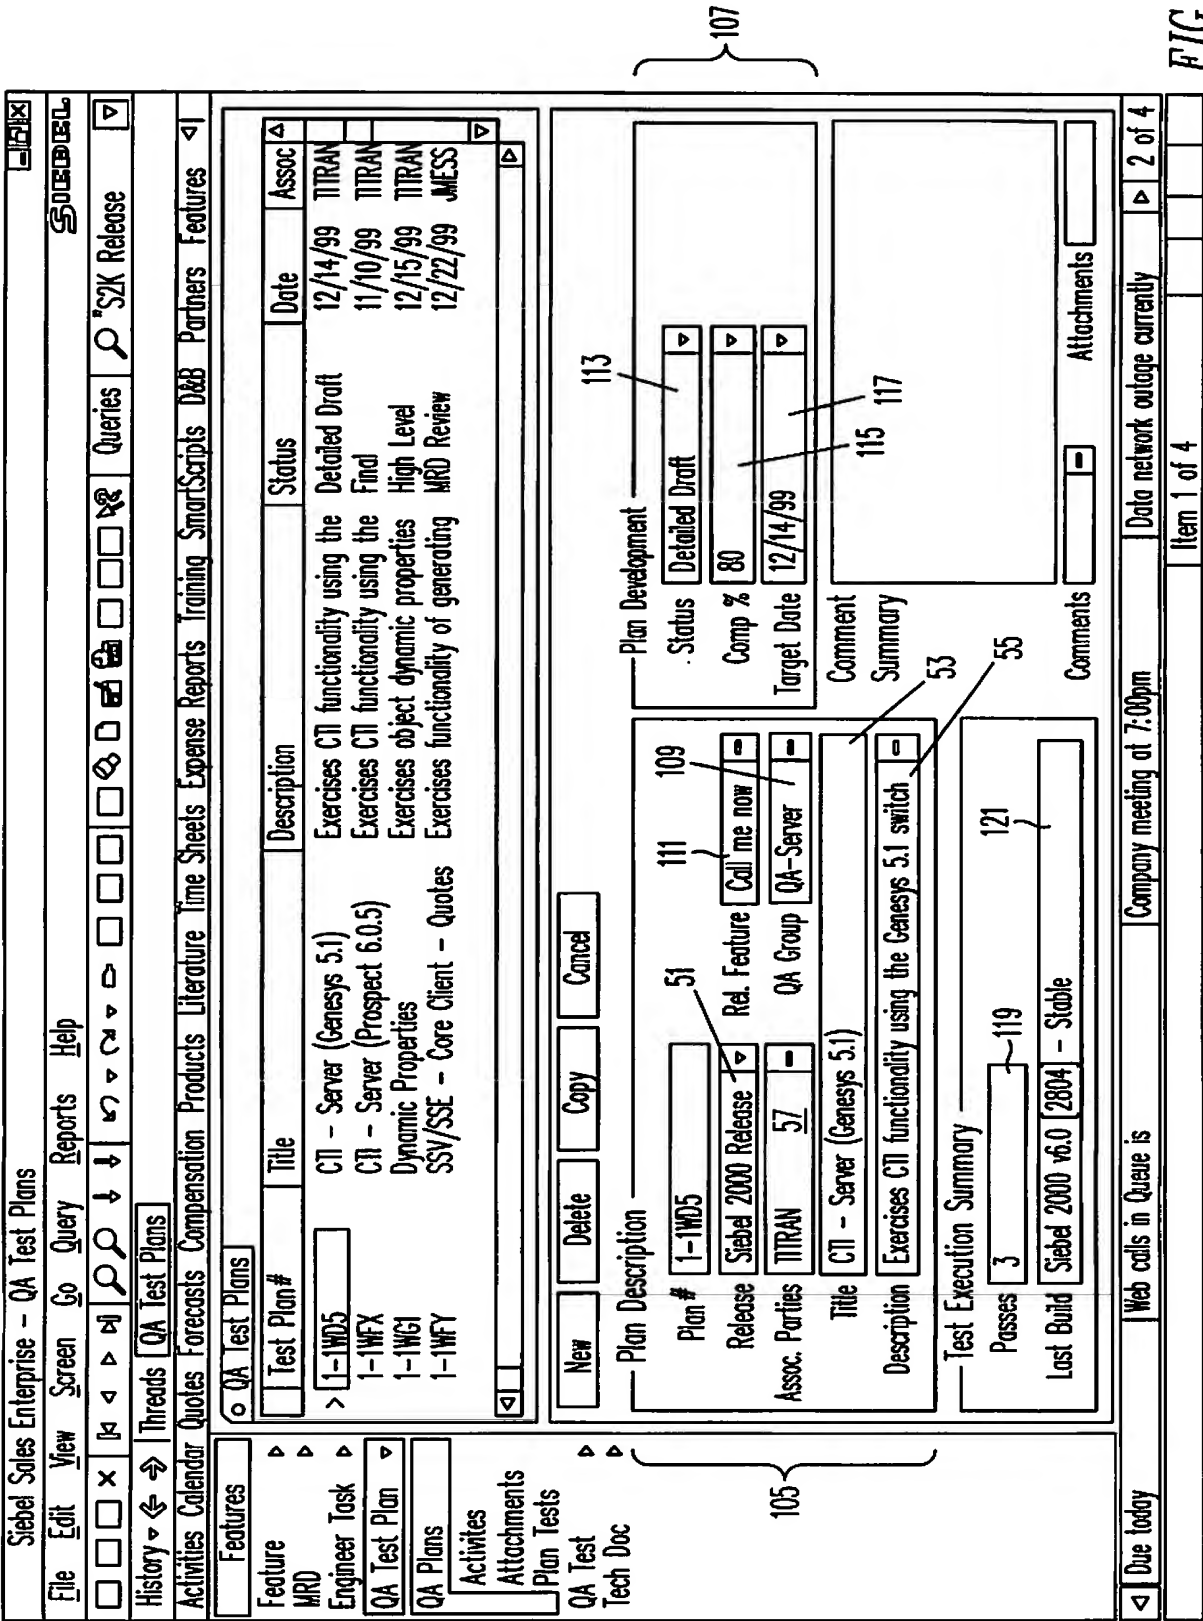 Siebel Sales Enterprise – QA Test Plans
File Edit View Screen Go Query Reports Help
SIEBEL
Queries "S2K Release
History Threads QA Test Plans
Activities Calendar Quotes Forecasts Compensation Products Literature Time Sheets Expense Reports Training SmartScripts D&B Partners Features
Features
Feature
MRD
Engineer Task
QA Test Plan
QA Plans
Activites
Attachments
Plan Tests
QA Test
Tech Doc
QA Test Plans
Test Plan# Title Description Status Date Assoc
> 1-1WD5 CTI – Server (Genesys 5.1) Exercises CTI functionality using the Detailed Draft 12/14/99 TITRAN
1-1WFX CTI – Server (Prospect 6.0.5) Exercises CTI functionality using the Final 11/10/99 TITRAN
1-1WG1 Dynamic Properties Exercises object dynamic properties High Level 12/15/99 TITRAN
1-1WFY SSV/SSE – Core Client – Quotes Exercises functionality of generating MRD Review 12/22/99 JMESS
New Delete Copy Cancel
Plan Description
Plan # 1-1WD5
Release Siebel 2000 Release
Rel. Feature Call me now
Assoc. Parties TITRAN 57
QA Group QA-Server
Title CTI – Server (Genesys 5.1)
Description Exercises CTI functionality using the Genesys 5.1 switch
Plan Development
. Status Detailed Draft
Comp % 80
Target Date 12/14/99
Comment
Summary
Comments
Attachments
Test Execution Summary
Passes 3
Last Build Siebel 2000 v6.0 [2804] – Stable
51
111
109
53
55
113
115
117
119
121
105
107
Due today Web calls in Queue is Company meeting at 7:00pm Data network outage currently 2 of 4
Item 1 of 4
FIG